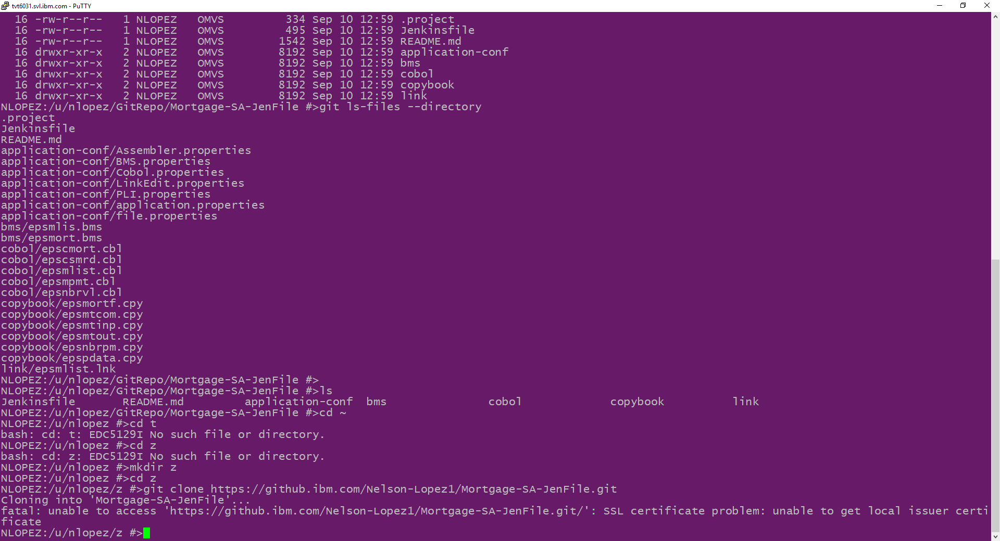 tvt6031.svl.ibm.com - PuTTY
16 -rw-r--r-- 1 NLOPEZ OMVS 334 Sep 10 12:59 .project
16 -rw-r--r-- 1 NLOPEZ OMVS 495 Sep 10 12:59 Jenkinsfile
16 -rw-r--r-- 1 NLOPEZ OMVS 1542 Sep 10 12:59 README.md
16 drwxr-xr-x 2 NLOPEZ OMVS 8192 Sep 10 12:59 application-conf
16 drwxr-xr-x 2 NLOPEZ OMVS 8192 Sep 10 12:59 bms
16 drwxr-xr-x 2 NLOPEZ OMVS 8192 Sep 10 12:59 cobol
16 drwxr-xr-x 2 NLOPEZ OMVS 8192 Sep 10 12:59 copybook
16 drwxr-xr-x 2 NLOPEZ OMVS 8192 Sep 10 12:59 link
NLOPEZ:/u/nlopez/GitRepo/Mortgage-SA-JenFile #>git ls-files --directory
.project
Jenkinsfile
README.md
application-conf/Assembler.properties
application-conf/BMS.properties
application-conf/Cobol.properties
application-conf/LinkEdit.properties
application-conf/PLI.properties
application-conf/application.properties
application-conf/file.properties
bms/epsmlis.bms
bms/epsmort.bms
cobol/epscmort.cbl
cobol/epscsmrd.cbl
cobol/epsmlist.cbl
cobol/epsmpmt.cbl
cobol/epsnbrvl.cbl
copybook/epsmortf.cpy
copybook/epsmtcom.cpy
copybook/epsmtinp.cpy
copybook/epsmtout.cpy
copybook/epsnbrpm.cpy
copybook/epspdata.cpy
link/epsmlist.lnk
NLOPEZ:/u/nlopez/GitRepo/Mortgage-SA-JenFile #>
NLOPEZ:/u/nlopez/GitRepo/Mortgage-SA-JenFile #>ls
Jenkinsfile README.md application-conf bms cobol copybook link
NLOPEZ:/u/nlopez/GitRepo/Mortgage-SA-JenFile #>cd ~
NLOPEZ:/u/nlopez #>cd t
bash: cd: t: EDC5129I No such file or directory.
NLOPEZ:/u/nlopez #>cd z
bash: cd: z: EDC5129I No such file or directory.
NLOPEZ:/u/nlopez #>mkdir z
NLOPEZ:/u/nlopez #>cd z
NLOPEZ:/u/nlopez/z #>git clone https://github.ibm.com/Nelson-Lopez1/Mortgage-SA-JenFile.git
Cloning into 'Mortgage-SA-JenFile'...
fatal: unable to access 'https://github.ibm.com/Nelson-Lopez1/Mortgage-SA-JenFile.git/': SSL certificate problem: unable to get local issuer certi
ficate
NLOPEZ:/u/nlopez/z #>